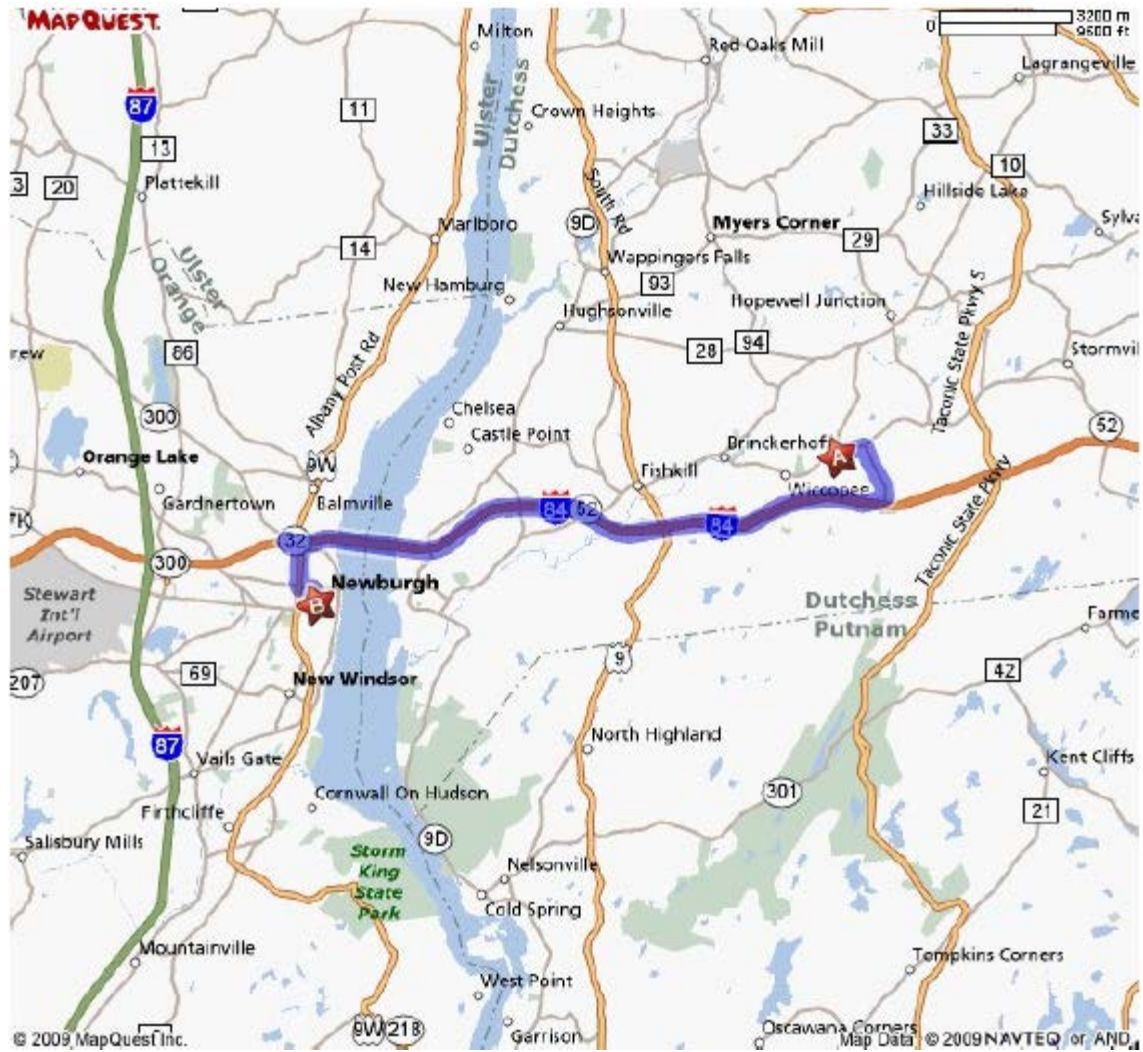 MAPQUEST.
0 3200 m
9600 ft
Milton
Red Oaks Mill
Lagrangeville
87
11
Ulster
Dutchess
Crown Heights
33
13
10
3
20
Plattekill
South Rd
Hillside Lake
9D
Myers Corner
Marlboro
14
29
Ulster
Orange
Wappingers Falls
93
New Hamburg
Hopewell Junction
Hughsonville
Taconic State Pkwy S
86
28
94
Albany Post Rd
300
Chelsea
52
Castle Point
Brinckerhoff
A
Orange Lake
9W
Fishkill
Wiccopee
Gardnertown
Balmville
84
52
84
Taconic State Pkwy
32
300
Stewart
Int'l
Airport
Newburgh
B
Dutchess
Putnam
9
69
207
New Windsor
42
87
North Highland
Vails Gate
Kent Cliffs
301
Cornwall On Hudson
21
Firthcliffe
9D
Salisbury Mills
Storm
King
State
Park
Nelsonville
Cold Spring
Mountainville
Tompkins Corners
West Point
9W
218
Garrison
Oscawana Corners
© 2009 MapQuest Inc.
Map Data © 2009 NAVTEQ or AND